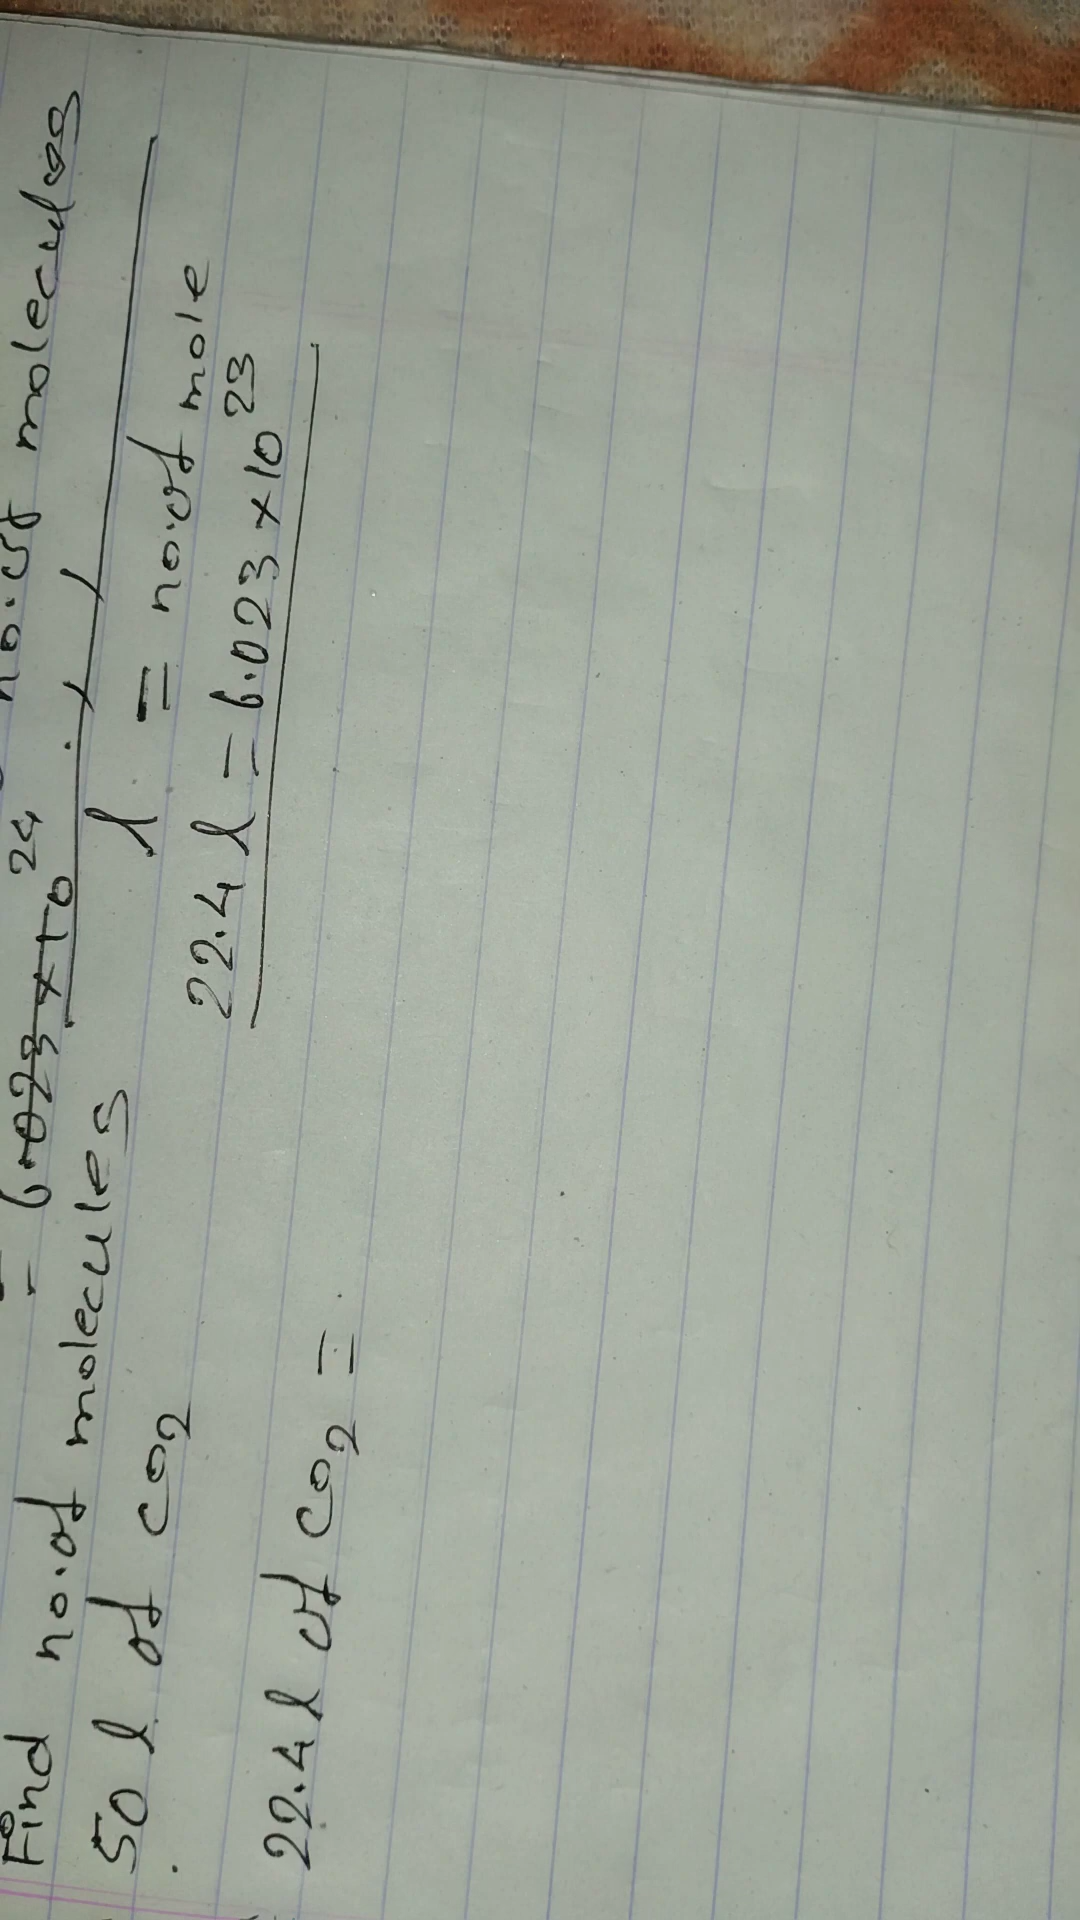 no. of molecules
= 6.023 x 10 24
Find no. of molecules
50 l of co2
l = no. of mole
22.4 l = 6.023 x 10 23
22.4 l of co2 =